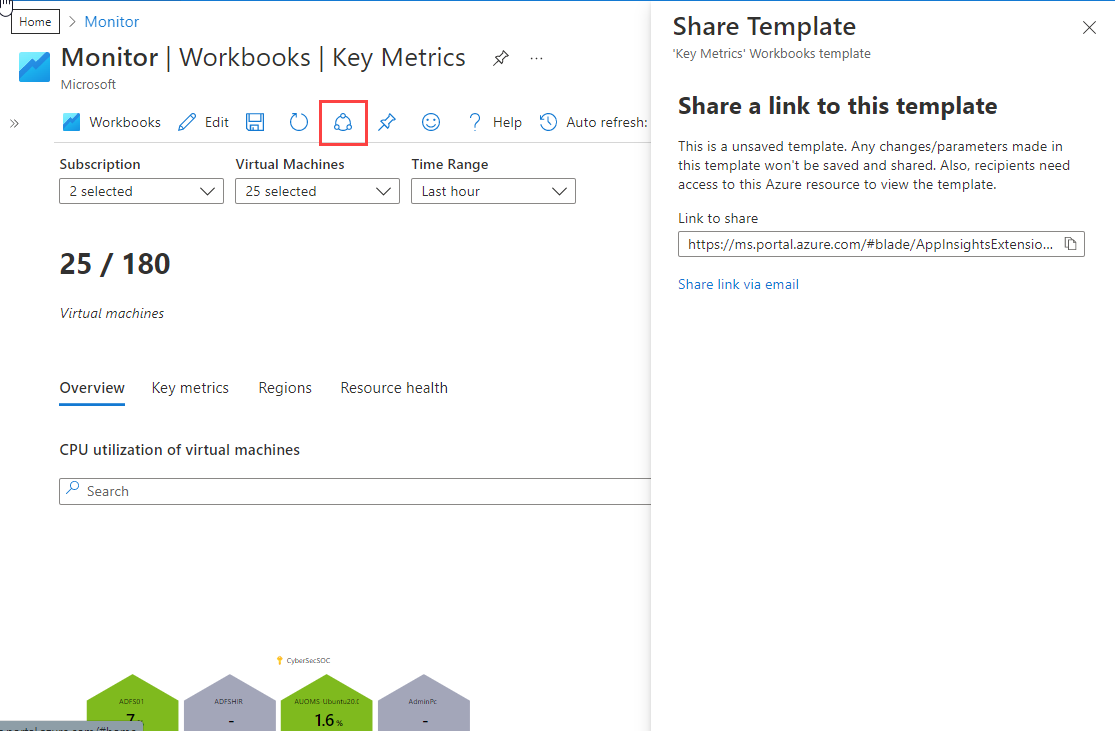 Home > Monitor
Monitor | Workbooks | Key Metrics
...
Microsoft
Workbooks Edit Help Auto refresh:
Subscription Virtual Machines Time Range
2 selected 25 selected Last hour
25 / 180
Virtual machines
Overview Key metrics Regions Resource health
CPU utilization of virtual machines
Search
CyberSecSOC
ADFS01 ADFSHIR AUOMS-Ubuntu20.0 AdminPc
7 - 1.6 % -
Share Template
'Key Metrics' Workbooks template
Share a link to this template
This is a unsaved template. Any changes/parameters made in
this template won't be saved and shared. Also, recipients need
access to this Azure resource to view the template.
Link to share
https://ms.portal.azure.com/#blade/AppInsightsExtensio...
Share link via email